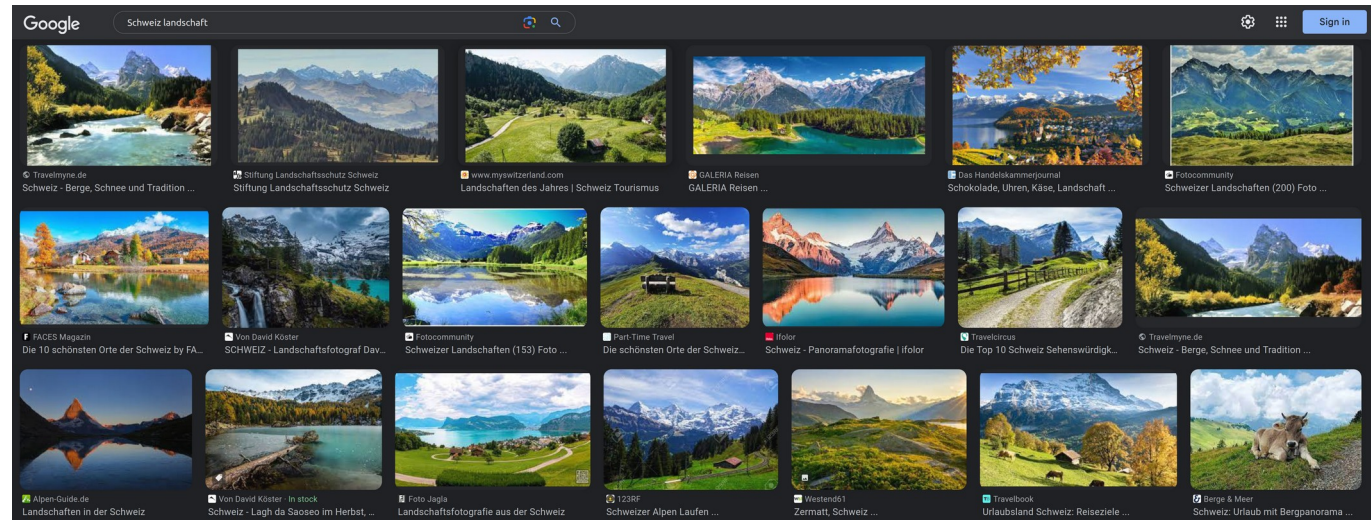 Google
Schweiz landschaft
Sign in
Travelmyne.de
Schweiz - Berge, Schnee und Tradition ...
Stiftung Landschaftsschutz Schweiz
Stiftung Landschaftsschutz Schweiz
www.myswitzerland.com
Landschaften des Jahres | Schweiz Tourismus
GALERIA Reisen
GALERIA Reisen ...
Das Handelskammerjournal
Schokolade, Uhren, Käse, Landschaft ...
Fotocommunity
Schweizer Landschaften (200) Foto ...
FACES Magazin
Die 10 schönsten Orte der Schweiz by FA...
Von David Köster
SCHWEIZ - Landschaftsfotograf Dav...
Fotocommunity
Schweizer Landschaften (153) Foto ...
Part-Time Travel
Die schönsten Orte der Schweiz...
Ifolor
Schweiz - Panoramafotografie | ifolor
Travelcircus
Die Top 10 Schweiz Sehenswürdigk...
Travelmyne.de
Schweiz - Berge, Schnee und Tradition ...
Alpen-Guide.de
Landschaften in der Schweiz
Von David Köster · In stock
Schweiz - Lagh da Saoseo im Herbst, ...
Foto Jagla
Landschaftsfotografie aus der Schweiz
123RF
Schweizer Alpen Laufen ...
Westend61
Zermatt, Schweiz ...
Travelbook
Urlaubsland Schweiz: Reiseziele ...
Berge & Meer
Schweiz: Urlaub mit Bergpanorama ...